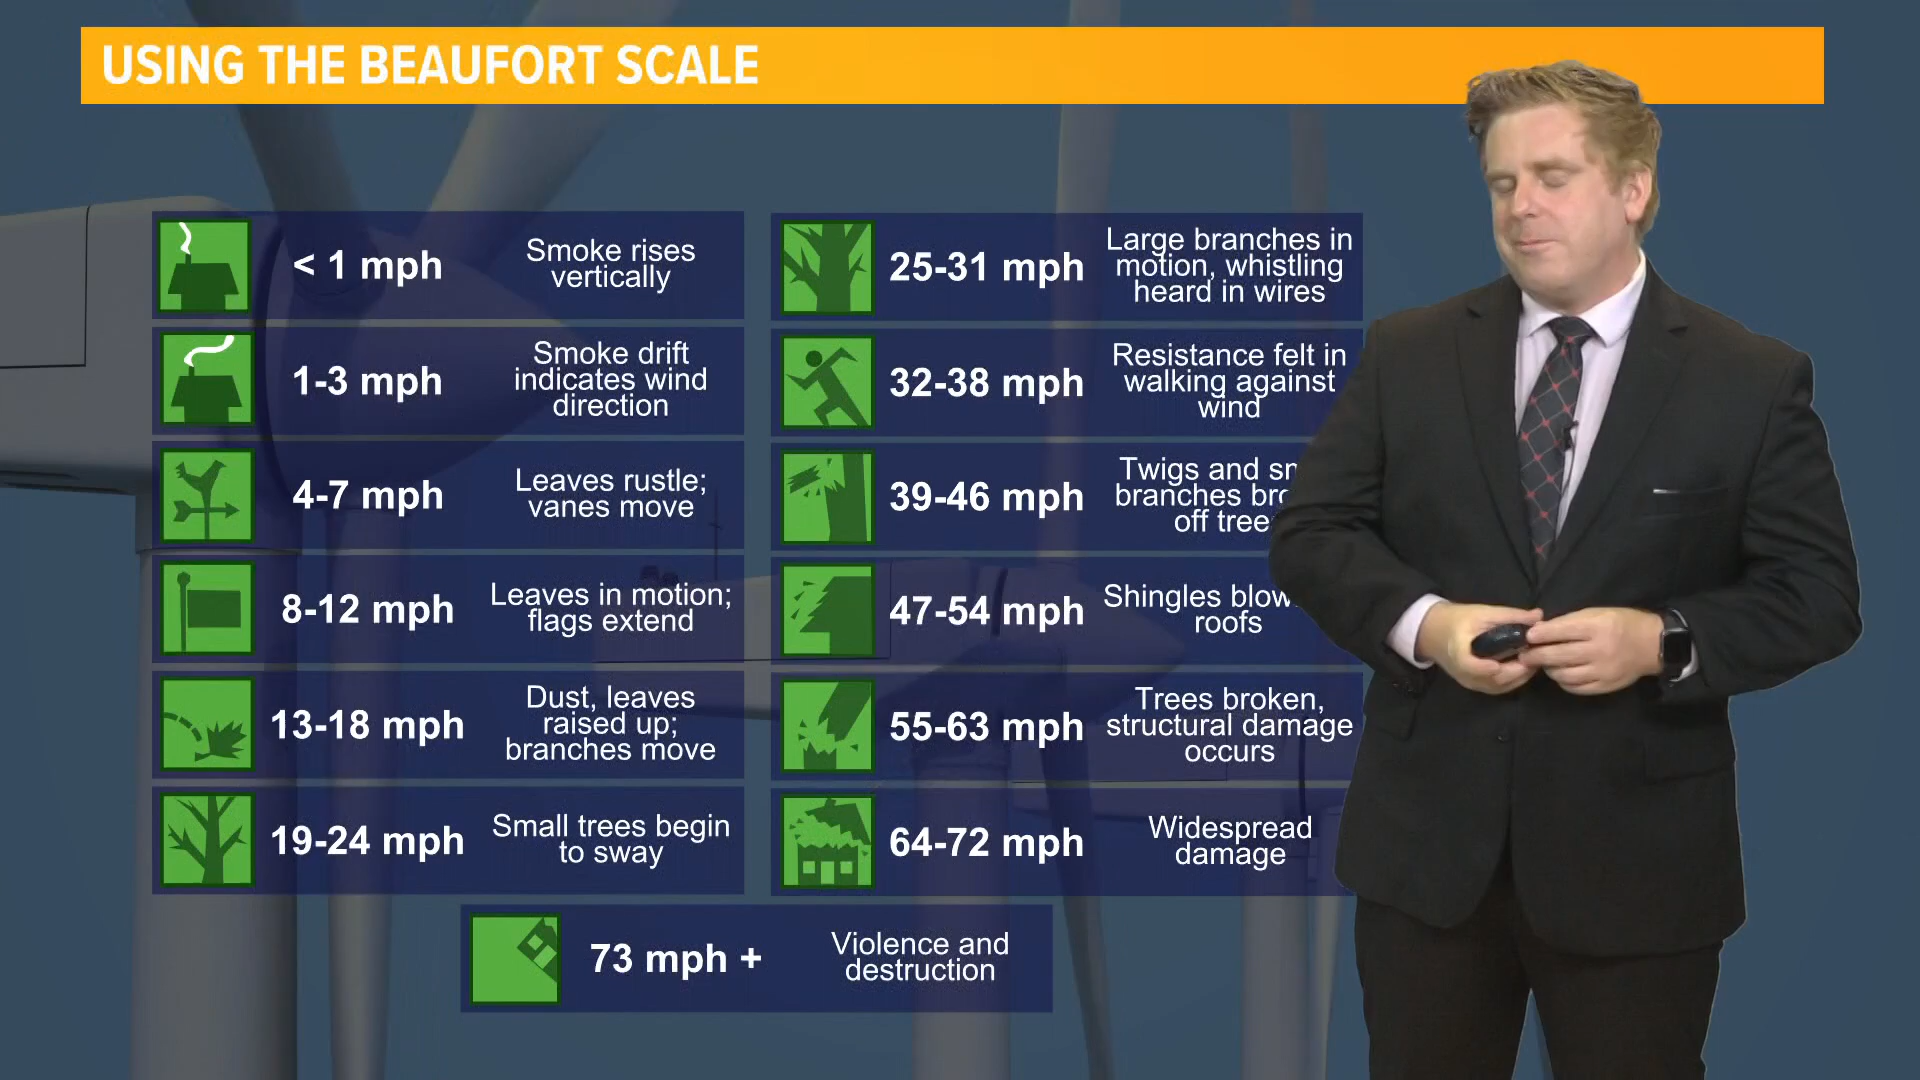 USING THE BEAUFORT SCALE
< 1 mph
Smoke rises
vertically
1-3 mph
Smoke drift
indicates wind
direction
4-7 mph
Leaves rustle;
vanes move
8-12 mph
Leaves in motion;
flags extend
13-18 mph
Dust, leaves
raised up;
branches move
19-24 mph
Small trees begin
to sway
25-31 mph
Large branches in
motion, whistling
heard in wires
32-38 mph
Resistance felt in
walking against
wind
39-46 mph
Twigs and
branches
off
47-54 mph
Shingles
roofs
55-63 mph
Trees broken,
structural damage
occurs
64-72 mph
Widespread
damage
73 mph +
Violence and
destruction